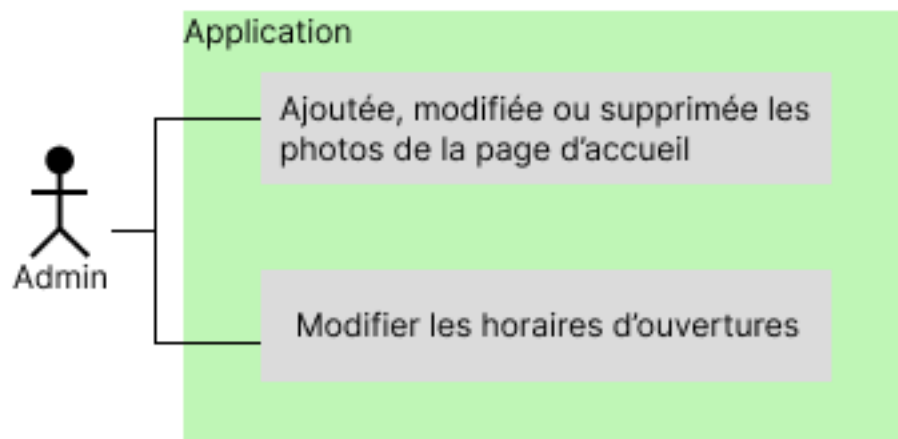 Application
Ajoutée, modifiée ou supprimée les
photos de la page d'accueil
Admin
Modifier les horaires d'ouvertures